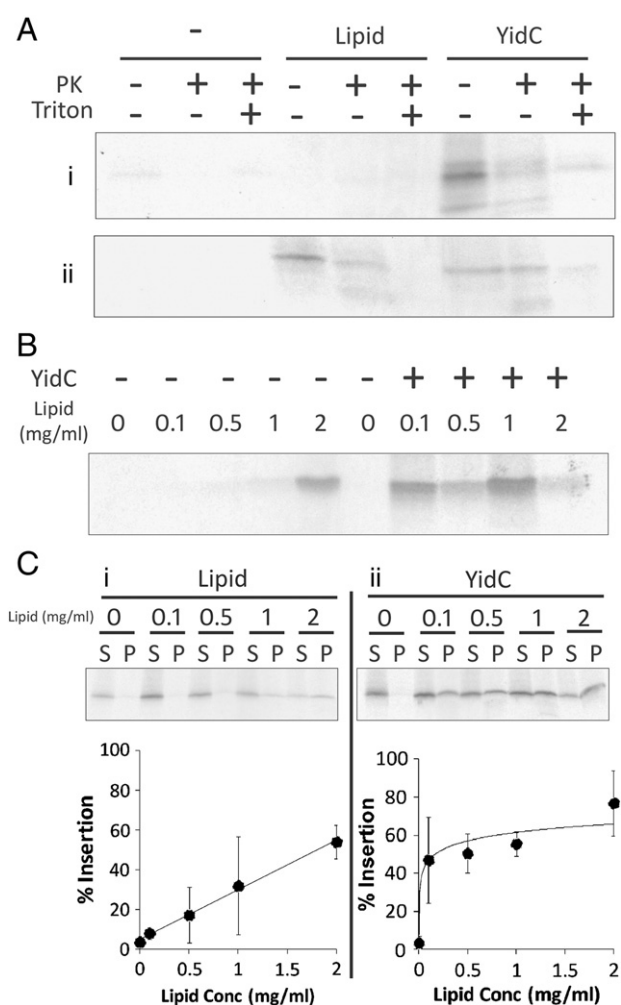 A
- Lipid YidC
PK - + + - + + - + +
Triton - - + - - + - - +
i
ii
B
YidC - - - - - - + + + +
Lipid (mg/ml) 0 0.1 0.5 1 2 0 0.1 0.5 1 2
C
i Lipid
Lipid (mg/ml) 0 0.1 0.5 1 2
S P S P S P S P S P
100
80
60
40
20
0
% Insertion
0 0.5 1 1.5 2
Lipid Conc (mg/ml)
ii YidC
0 0.1 0.5 1 2
S P S P S P S P S P
100
80
60
40
20
0
% Insertion
0 0.5 1 1.5 2
Lipid Conc (mg/ml)